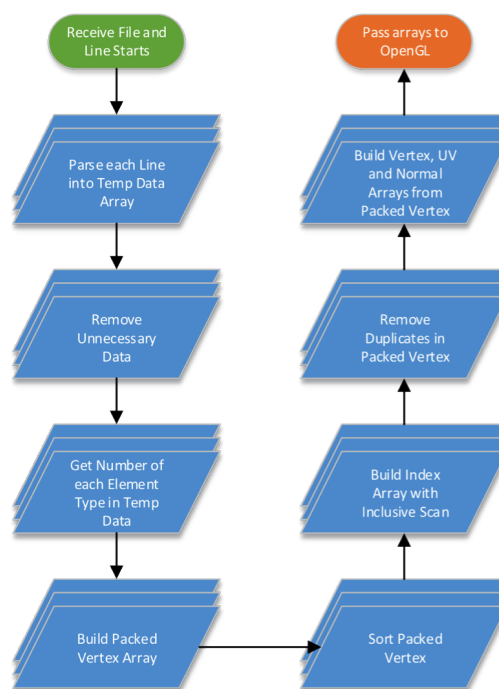 Receive File and
Line Starts
Parse each Line
into Temp Data
Array
Remove
Unnecessary
Data
Get Number of
each Element
Type in Temp
Data
Build Packed
Vertex Array
Sort Packed
Vertex
Build Index
Array with
Inclusive Scan
Remove
Duplicates in
Packed Vertex
Build Vertex, UV
and Normal
Arrays from
Packed Vertex
Pass arrays to
OpenGL